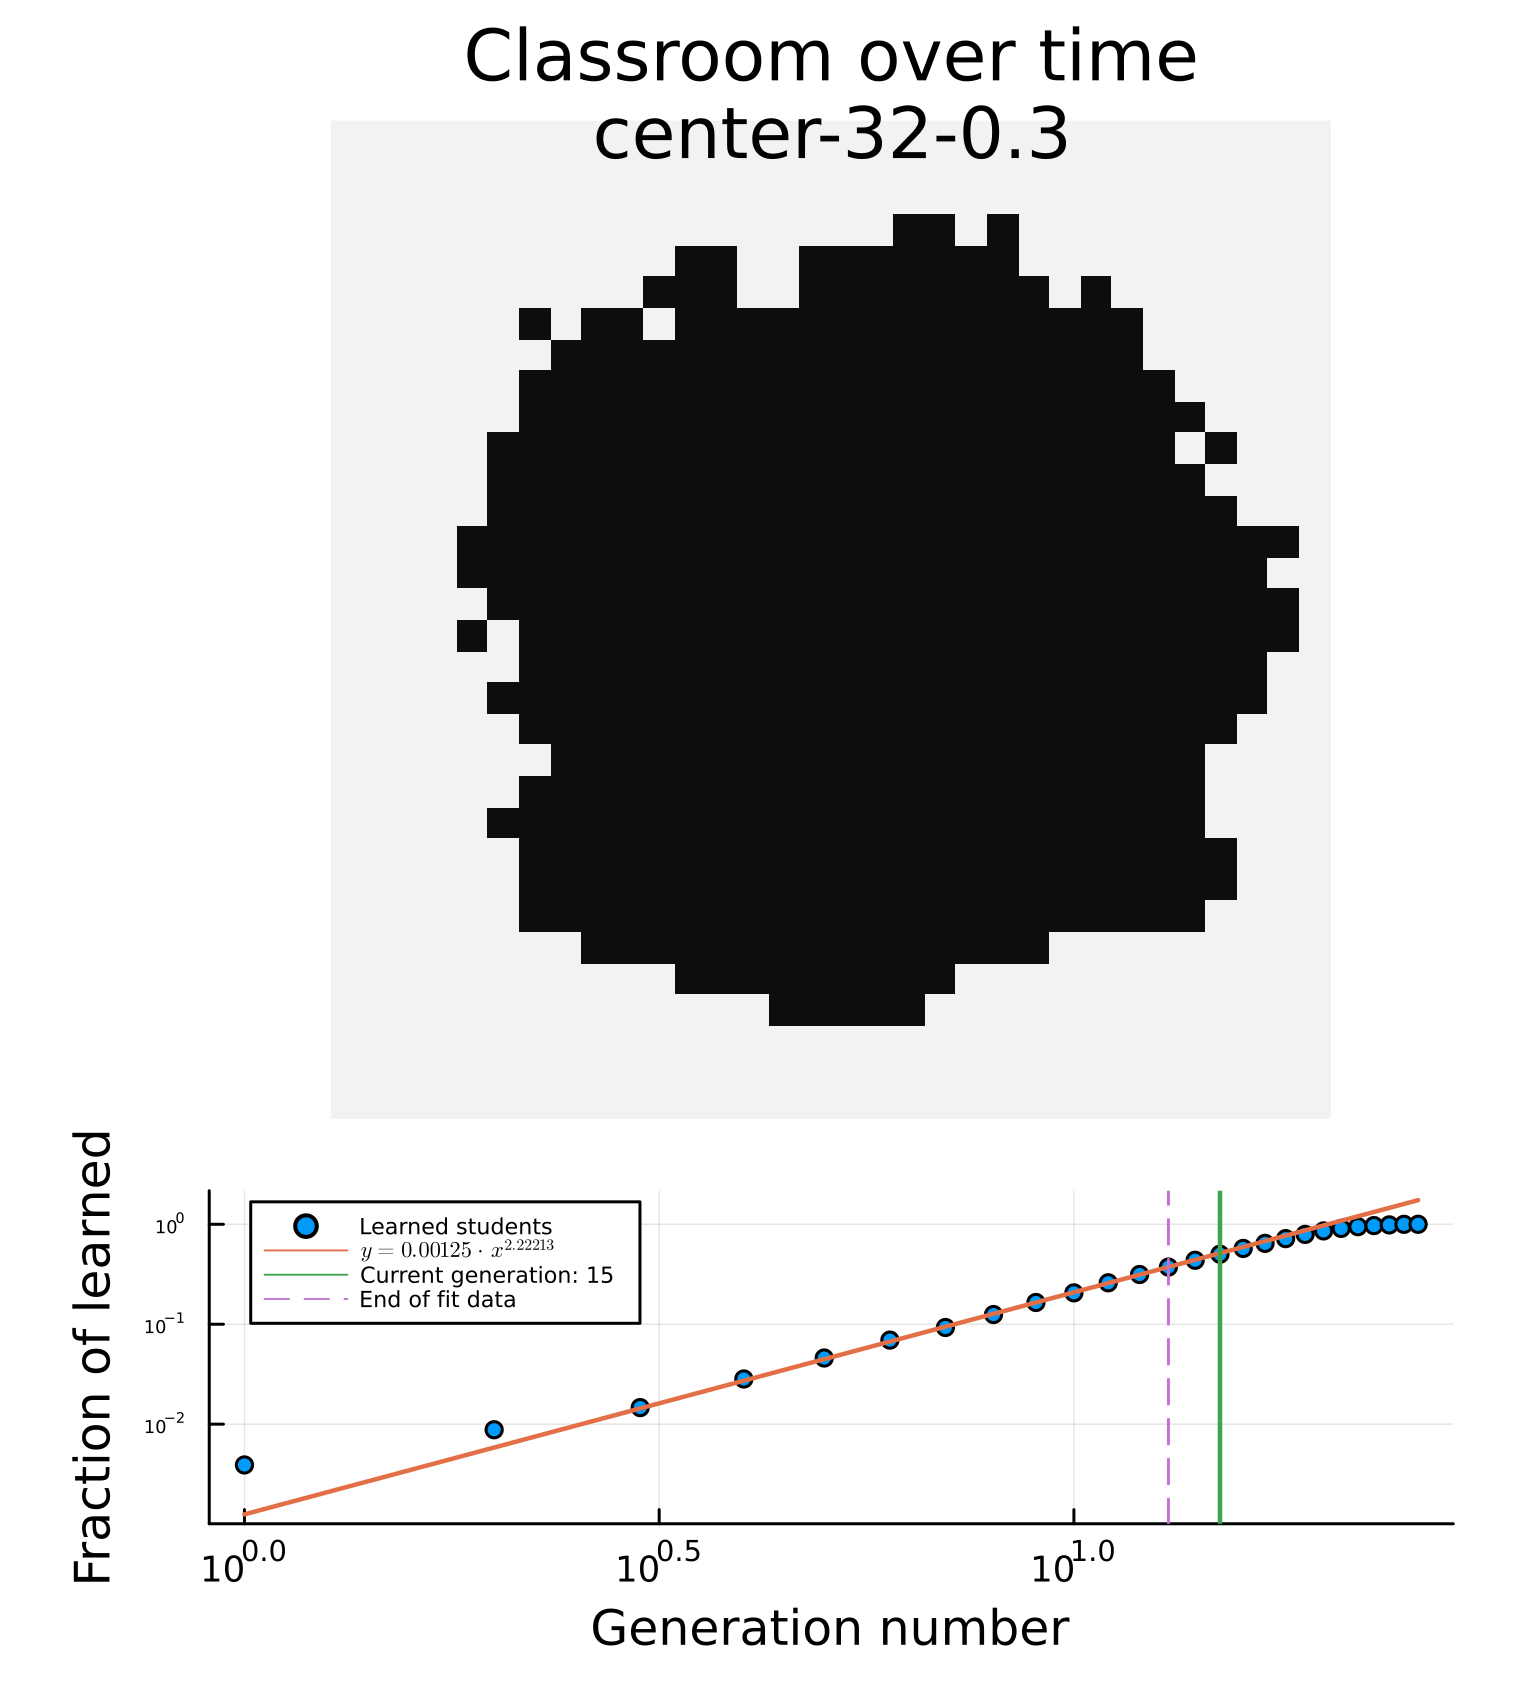 Classroom over time
center-32-0.3
Fraction of learned
10⁰
10⁻¹
10⁻²
Learned students
y = 0.00125 · x^2.22213
Current generation: 15
End of fit data
10^0.0 10^0.5 10^1.0
Generation number